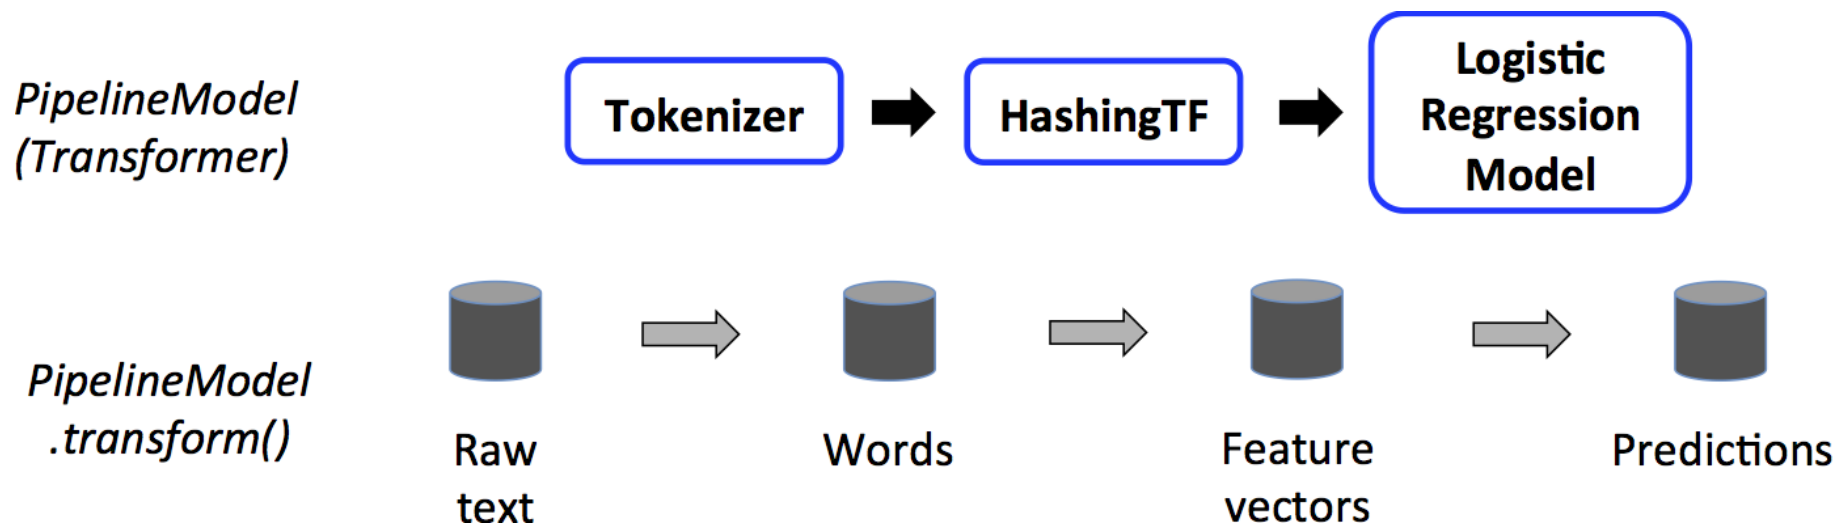 PipelineModel
(Transformer)
Tokenizer
HashingTF
Logistic
Regression
Model
PipelineModel
.transform()
Raw
text
Words
Feature
vectors
Predictions